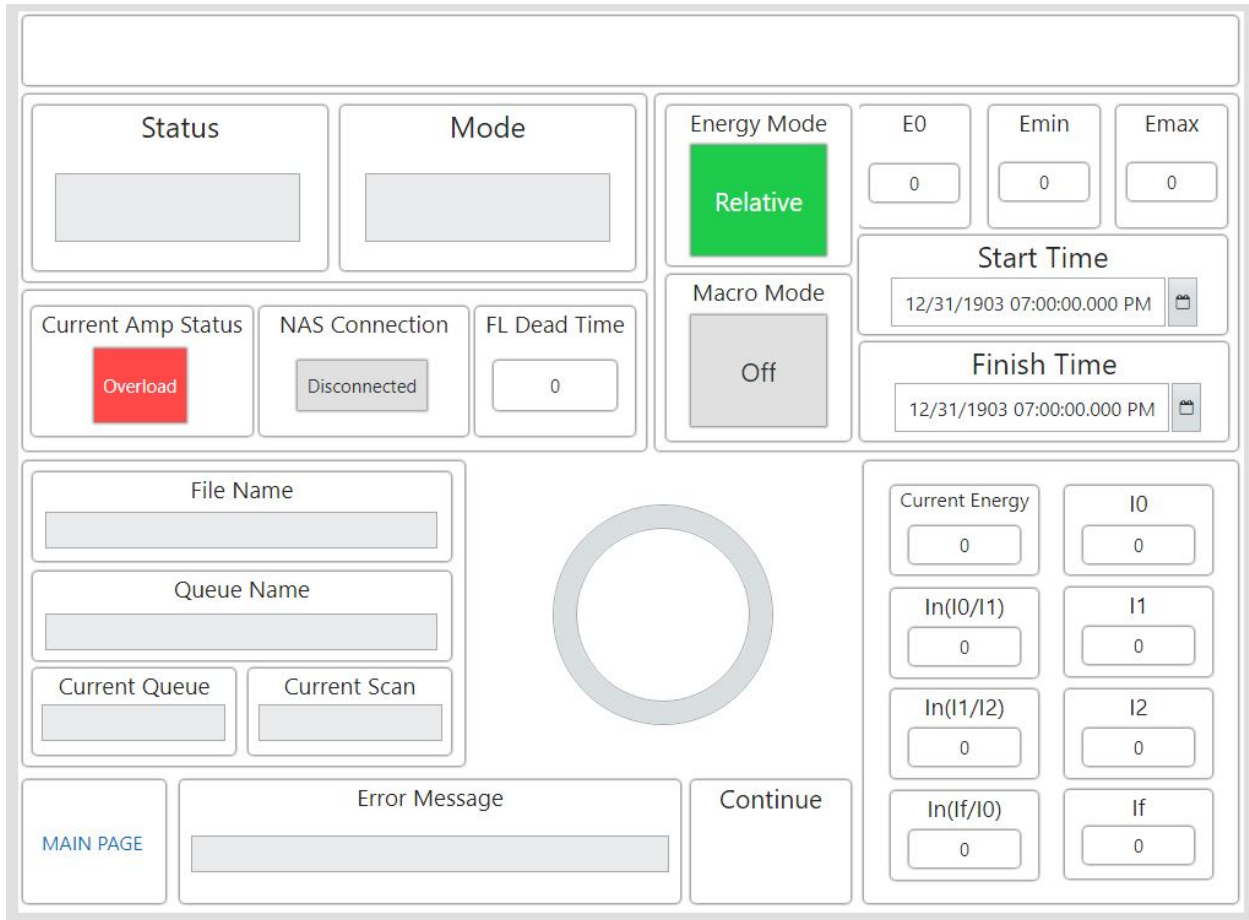 Status
Mode
Energy Mode
Relative
E0
0
Emin
0
Emax
0
Start Time
12/31/1903 07:00:00.000 PM
Current Amp Status
Overload
NAS Connection
Disconnected
FL Dead Time
0
Macro Mode
Off
Finish Time
12/31/1903 07:00:00.000 PM
File Name
Queue Name
Current Queue
Current Scan
Current Energy
0
I0
0
In(I0/I1)
0
I1
0
In(I1/I2)
0
I2
0
In(If/I0)
0
If
0
MAIN PAGE
Error Message
Continue